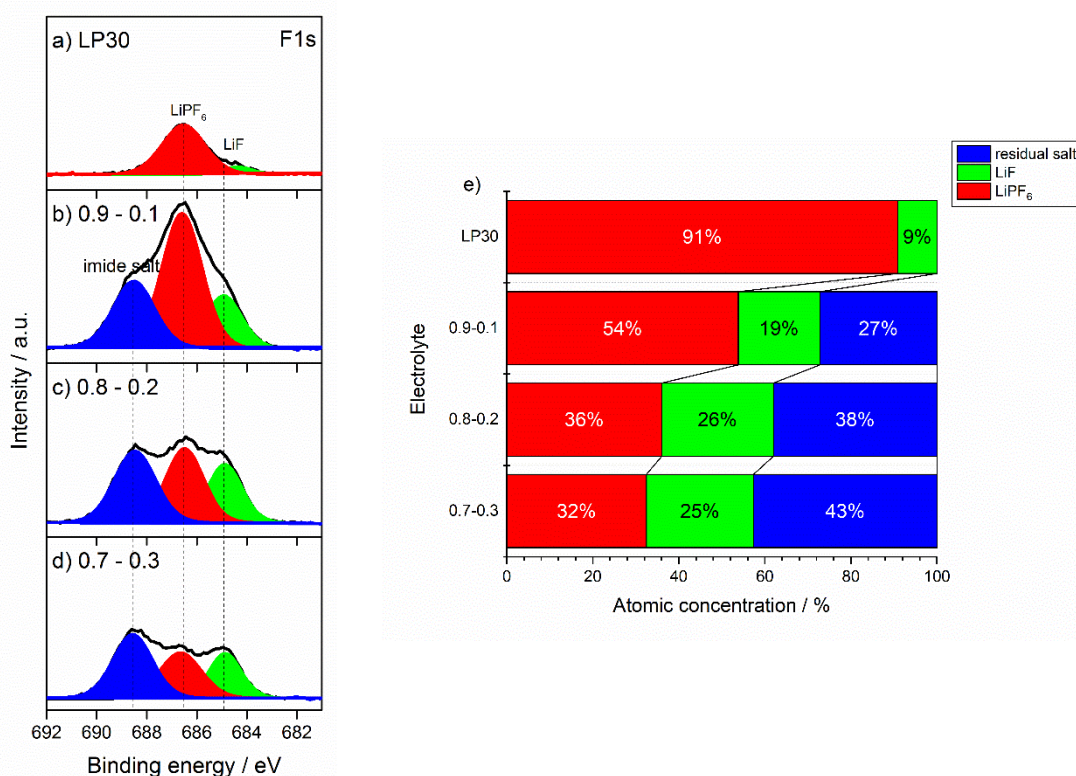 a) LP30 F1s
LiPF₆
LiF
b) 0.9 - 0.1
imide salt
c) 0.8 - 0.2
d) 0.7 - 0.3
Intensity / a.u.
692 690 688 686 684 682
Binding energy / eV
e)
residual salt
LiF
LiPF₆
LP30 91% 9%
0.9-0.1 54% 19% 27%
0.8-0.2 36% 26% 38%
0.7-0.3 32% 25% 43%
Electrolyte
0 20 40 60 80 100
Atomic concentration / %